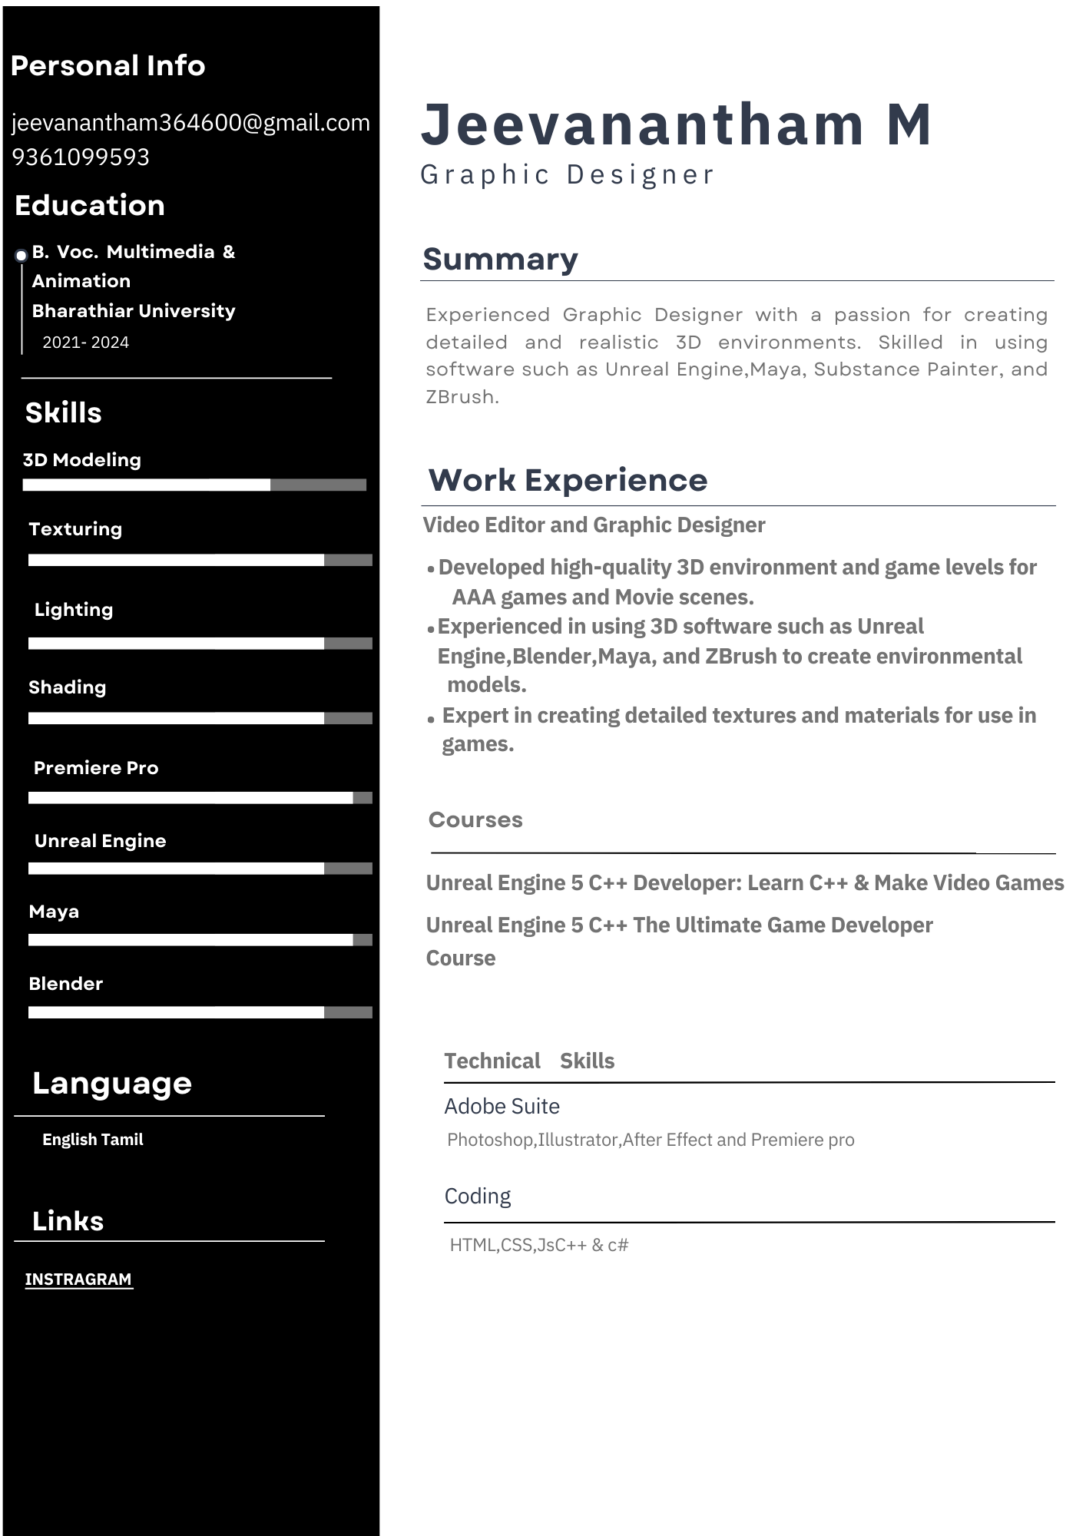 Personal Info
jeevanantham364600@gmail.com
9361099593
Education
B. Voc. Multimedia &
Animation
Bharathiar University
2021- 2024
Skills
3D Modeling
Texturing
Lighting
Shading
Premiere Pro
Unreal Engine
Maya
Blender
Language
English Tamil
Links
INSTRAGRAM
Jeevanantham M
Graphic Designer
Summary
Experienced Graphic Designer with a passion for creating
detailed and realistic 3D environments. Skilled in using
software such as Unreal Engine,Maya, Substance Painter, and
ZBrush.
Work Experience
Video Editor and Graphic Designer
• Developed high-quality 3D environment and game levels for
AAA games and Movie scenes.
• Experienced in using 3D software such as Unreal
Engine,Blender,Maya, and ZBrush to create environmental
models.
• Expert in creating detailed textures and materials for use in
games.
Courses
Unreal Engine 5 C++ Developer: Learn C++ & Make Video Games
Unreal Engine 5 C++ The Ultimate Game Developer
Course
Technical Skills
Adobe Suite
Photoshop,Illustrator,After Effect and Premiere pro
Coding
HTML,CSS,JsC++ & c#